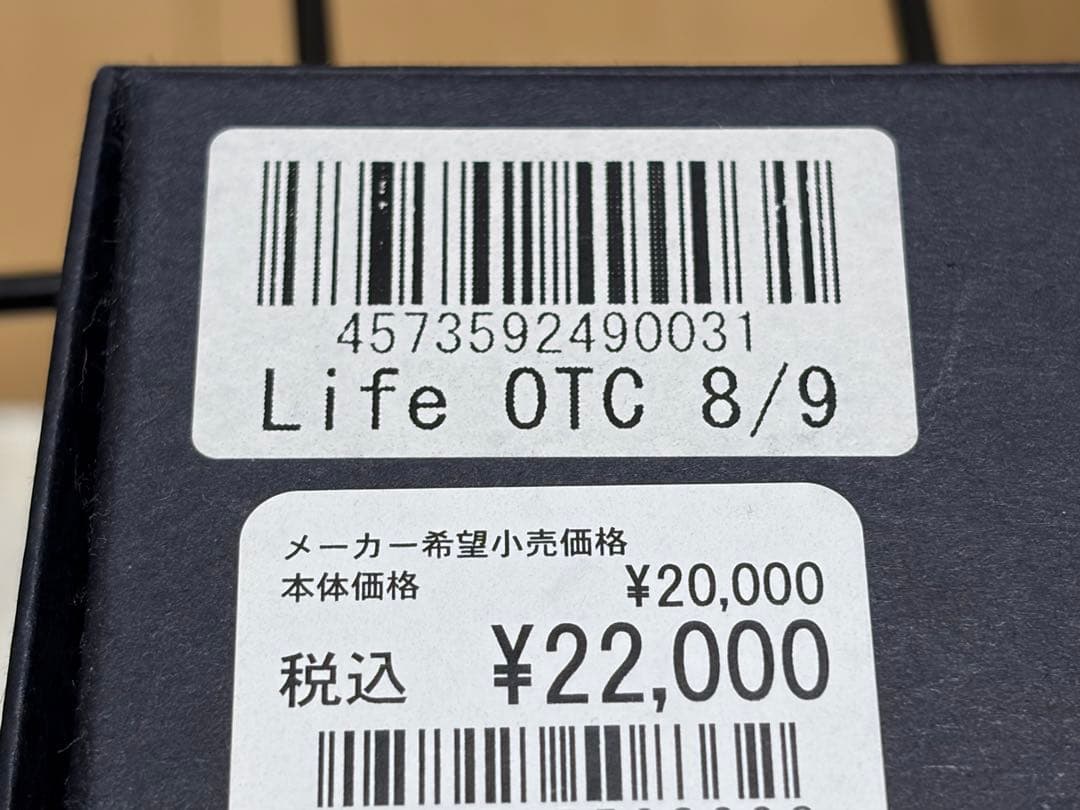 4573592490031
Life OTC 8/9
メーカー希望小売価格
本体価格 ¥20,000
税込 ¥22,000